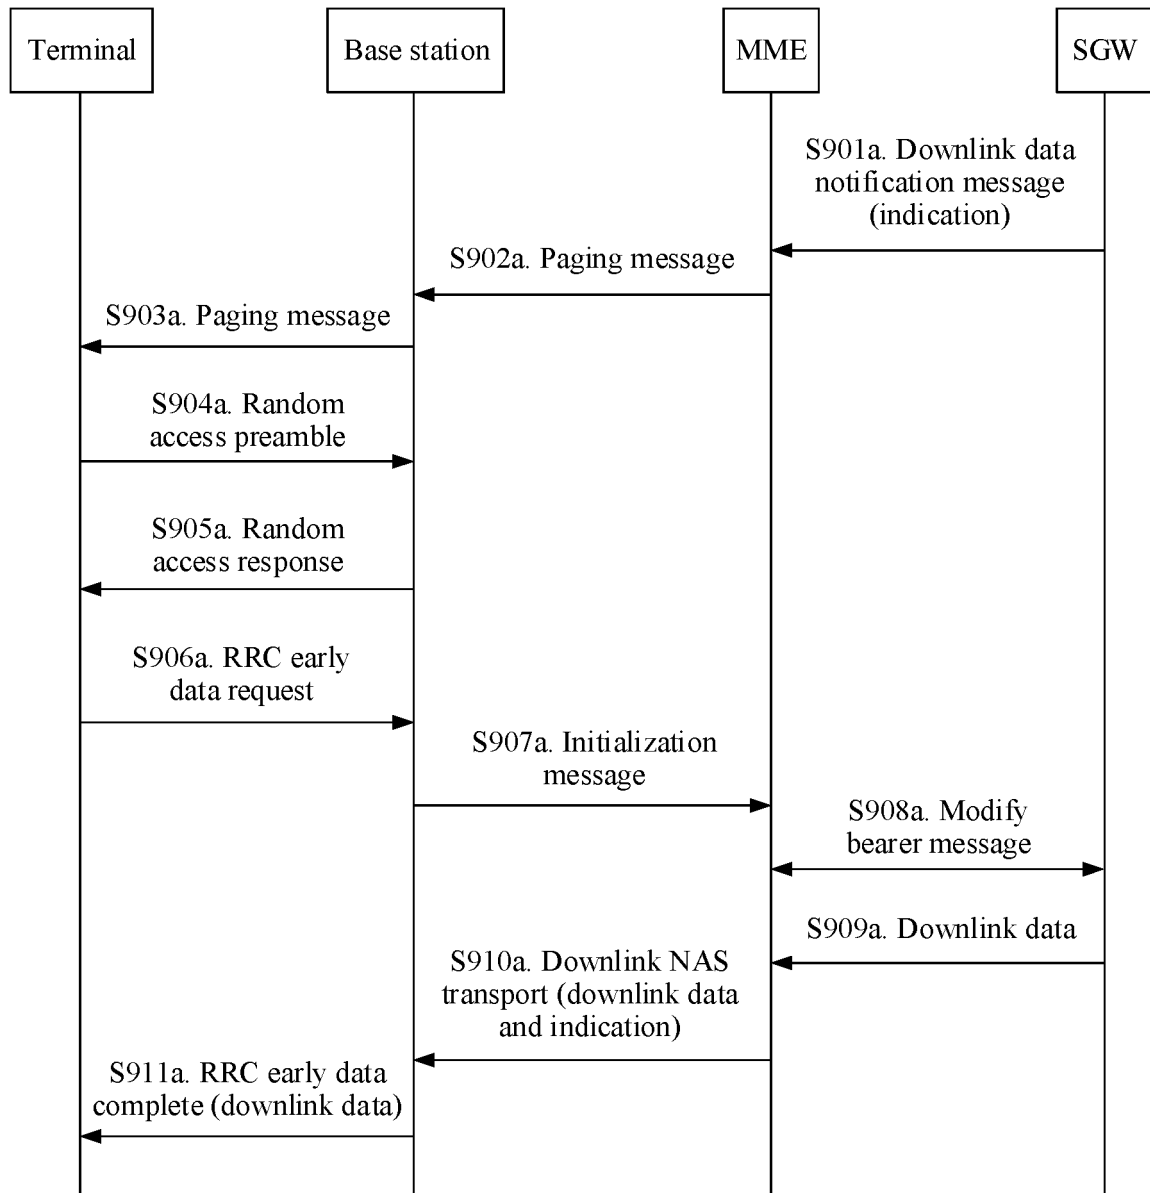 Terminal
Base station
MME
SGW
S901a. Downlink data
notification message
(indication)
S902a. Paging message
S903a. Paging message
S904a. Random
access preamble
S905a. Random
access response
S906a. RRC early
data request
S907a. Initialization
message
S908a. Modify
bearer message
S909a. Downlink data
S910a. Downlink NAS
transport (downlink data
and indication)
S911a. RRC early data
complete (downlink data)